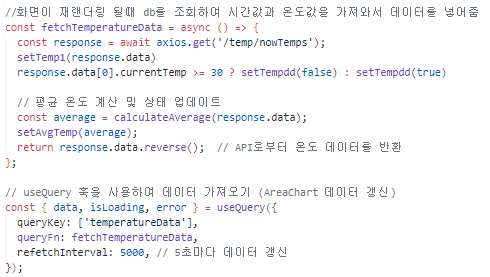 //화면이 재랜더링 될때 db를 조회하여 시간값과 온도값을 가져와서 데이터를 넣어줌
const fetchTemperatureData = async () => {
const response = await axios.get('/temp/nowTemps');
setTemp1(response.data)
response.data[0].currentTemp >= 30 ? setTempdd(false) : setTempdd(true)
// 평균 온도 계산 및 상태 업데이트
const average = calculateAverage(response.data);
setAvgTemp(average);
return response.data.reverse(); // API로부터 온도 데이터를 반환
};
// useQuery 훅을 사용하여 데이터 가져오기 (AreaChart 데이터 갱신)
const { data, isLoading, error } = useQuery({
queryKey: ['temperatureData'],
queryFn: fetchTemperatureData,
refetchInterval: 5000, // 5초마다 데이터 갱신
});